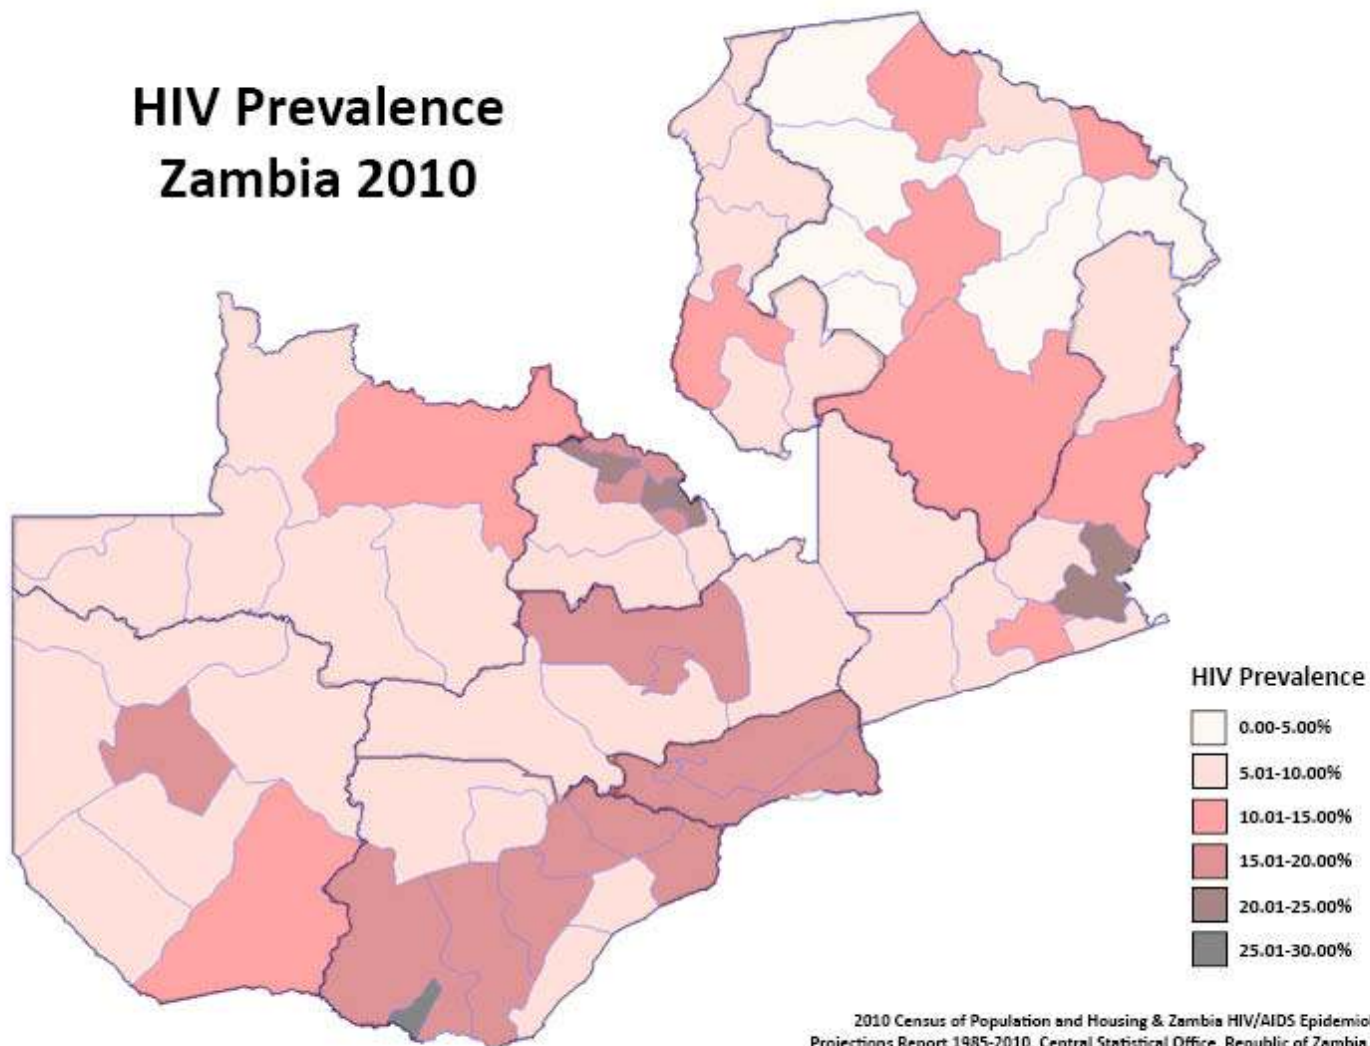 HIV Prevalence
Zambia 2010
HIV Prevalence
0.00-5.00%
5.01-10.00%
10.01-15.00%
15.01-20.00%
20.01-25.00%
25.01-30.00%
2010 Census of Population and Housing & Zambia HIV/AIDS Epidemiol
Projections Report 1985-2010, Central Statistical Office, Republic of Zambia